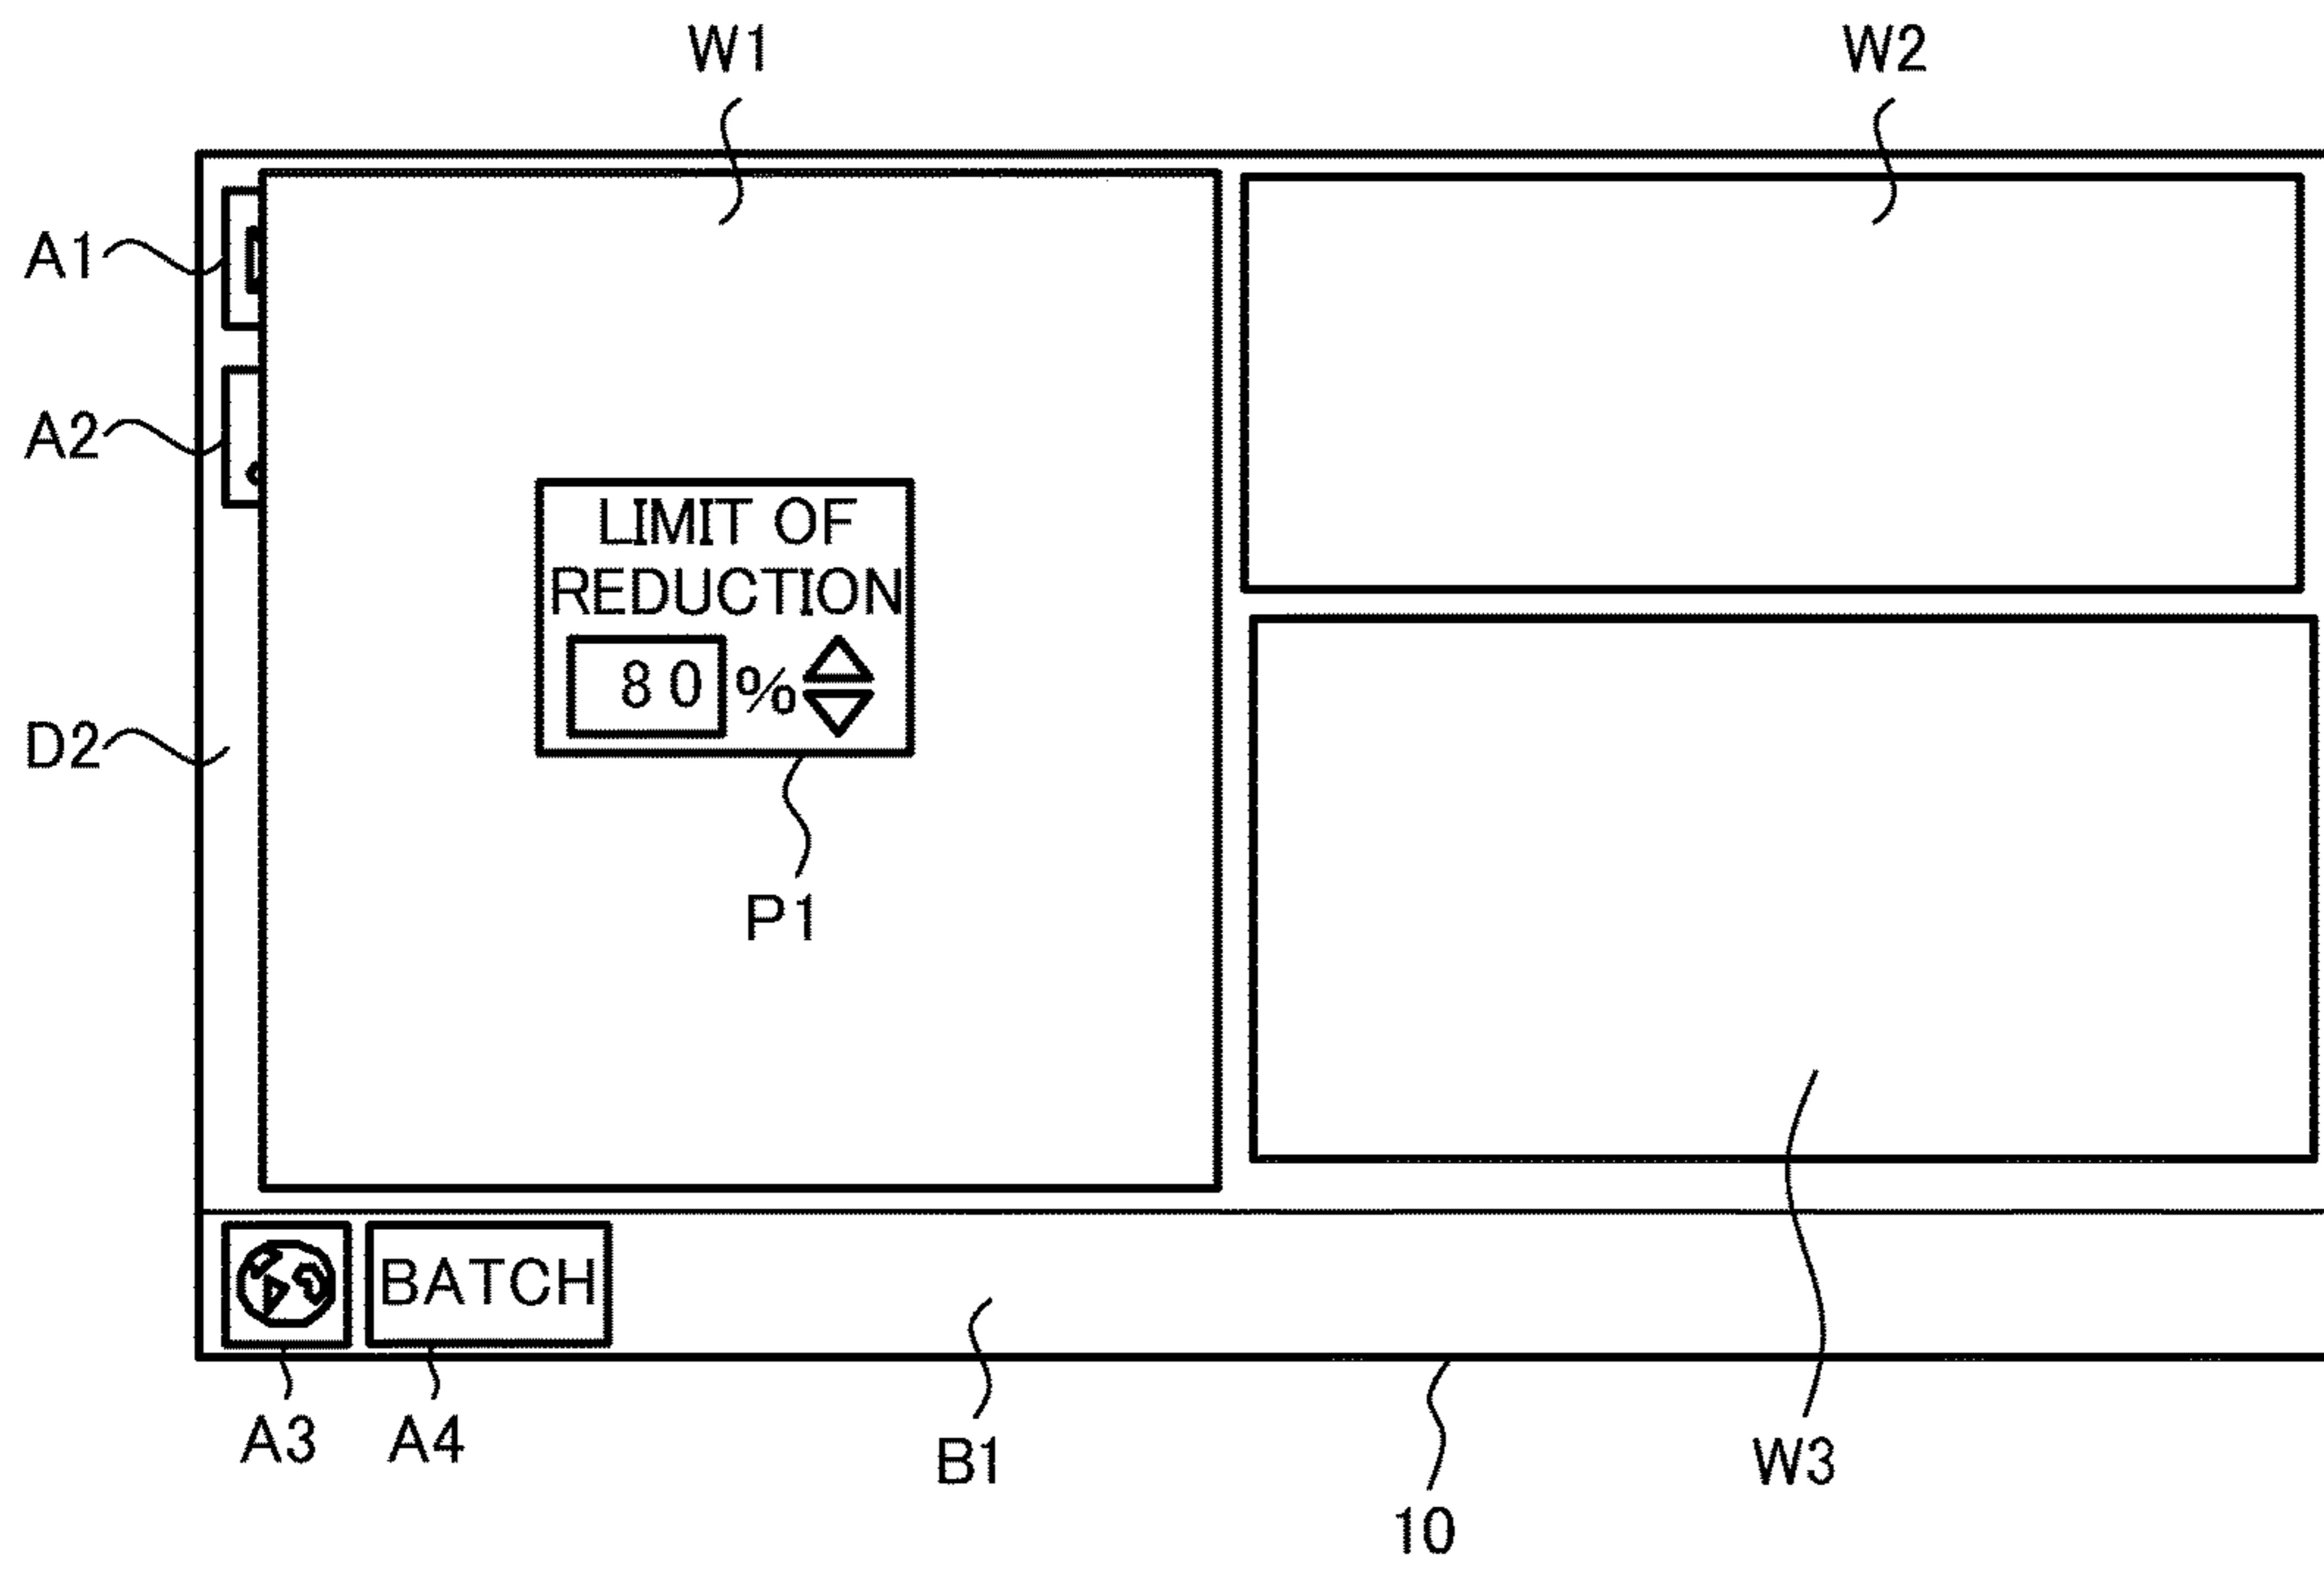 W1
W2
A1
A2
LIMIT OF
REDUCTION
80 %
D2
P1
BATCH
A3
A4
B1
W3
10